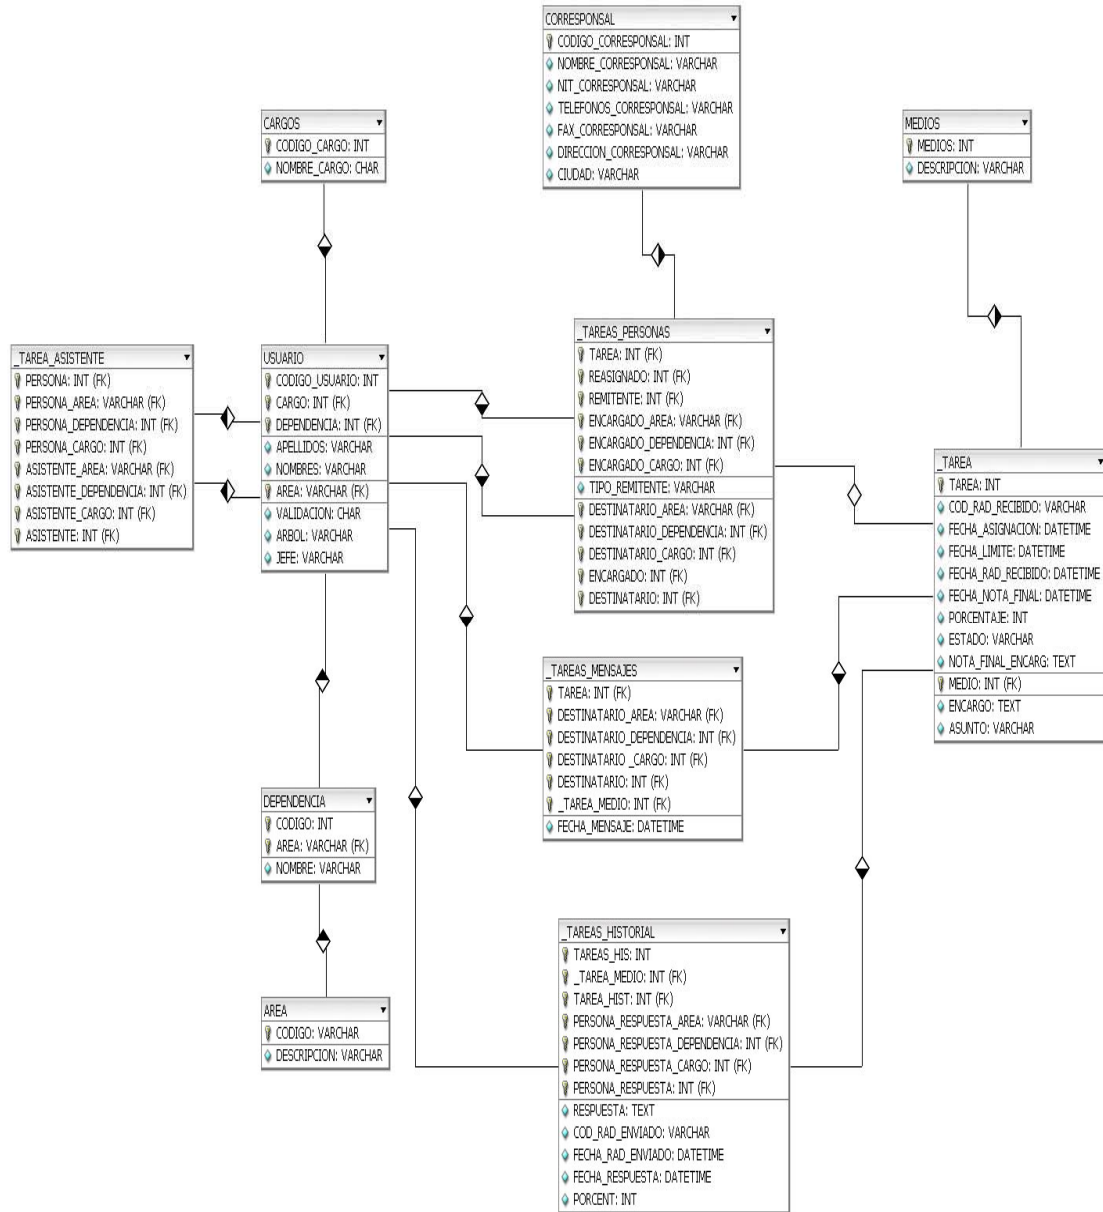 CORRESPONSAL
CODIGO_CORRESPONSAL: INT
NOMBRE_CORRESPONSAL: VARCHAR
NIT_CORRESPONSAL: VARCHAR
TELEFONOS_CORRESPONSAL: VARCHAR
FAX_CORRESPONSAL: VARCHAR
DIRECCION_CORRESPONSAL: VARCHAR
CIUDAD: VARCHAR
CARGOS
CODIGO_CARGO: INT
NOMBRE_CARGO: CHAR
MEDIOS
MEDIOS: INT
DESCRIPCION: VARCHAR
_TAREA_ASISTENTE
PERSONA: INT (FK)
PERSONA_AREA: VARCHAR (FK)
PERSONA_DEPENDENCIA: INT (FK)
PERSONA_CARGO: INT (FK)
ASISTENTE_AREA: VARCHAR (FK)
ASISTENTE_DEPENDENCIA: INT (FK)
ASISTENTE_CARGO: INT (FK)
ASISTENTE: INT (FK)
USUARIO
CODIGO_USUARIO: INT
CARGO: INT (FK)
DEPENDENCIA: INT (FK)
APELLIDOS: VARCHAR
NOMBRES: VARCHAR
AREA: VARCHAR (FK)
VALIDACION: CHAR
ARBOL: VARCHAR
JEFE: VARCHAR
_TAREAS_PERSONAS
TAREA: INT (FK)
REASIGNADO: INT (FK)
REMITENTE: INT (FK)
ENCARGADO_AREA: VARCHAR (FK)
ENCARGADO_DEPENDENCIA: INT (FK)
ENCARGADO_CARGO: INT (FK)
TIPO_REMITENTE: VARCHAR
DESTINATARIO_AREA: VARCHAR (FK)
DESTINATARIO_DEPENDENCIA: INT (FK)
DESTINATARIO_CARGO: INT (FK)
ENCARGADO: INT (FK)
DESTINATARIO: INT (FK)
_TAREA
TAREA: INT
COD_RAD_RECIBIDO: VARCHAR
FECHA_ASIGNACION: DATETIME
FECHA_LIMITE: DATETIME
FECHA_RAD_RECIBIDO: DATETIME
FECHA_NOTA_FINAL: DATETIME
PORCENTAJE: INT
ESTADO: VARCHAR
NOTA_FINAL_ENCARG: TEXT
MEDIO: INT (FK)
ENCARGO: TEXT
ASUNTO: VARCHAR
_TAREAS_MENSAJES
TAREA: INT (FK)
DESTINATARIO_AREA: VARCHAR (FK)
DESTINATARIO_DEPENDENCIA: INT (FK)
DESTINATARIO _CARGO: INT (FK)
DESTINATARIO: INT (FK)
_TAREA_MEDIO: INT (FK)
FECHA_MENSAJE: DATETIME
DEPENDENCIA
CODIGO: INT
AREA: VARCHAR (FK)
NOMBRE: VARCHAR
_TAREAS_HISTORIAL
TAREAS_HIS: INT
_TAREA_MEDIO: INT (FK)
TAREA_HIST: INT (FK)
PERSONA_RESPUESTA_AREA: VARCHAR (FK)
PERSONA_RESPUESTA_DEPENDENCIA: INT (FK)
PERSONA_RESPUESTA_CARGO: INT (FK)
PERSONA_RESPUESTA: INT (FK)
RESPUESTA: TEXT
COD_RAD_ENVIADO: VARCHAR
FECHA_RAD_ENVIADO: DATETIME
FECHA_RESPUESTA: DATETIME
PORCENT: INT
AREA
CODIGO: VARCHAR
DESCRIPCION: VARCHAR